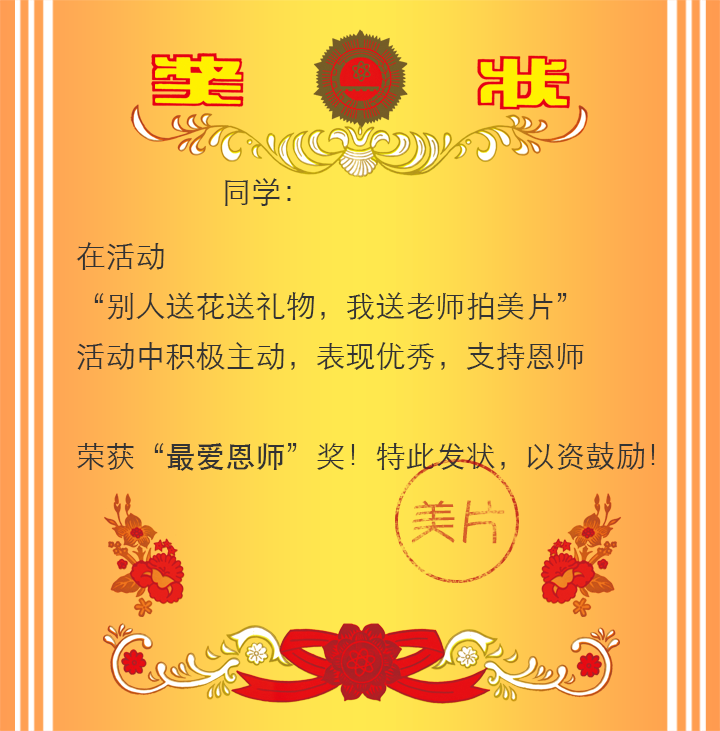 奖 状
同学：
在活动
“别人送花送礼物，我送老师拍美片”
活动中积极主动，表现优秀，支持恩师
荣获“最爱恩师”奖！特此发状，以资鼓励！
美片